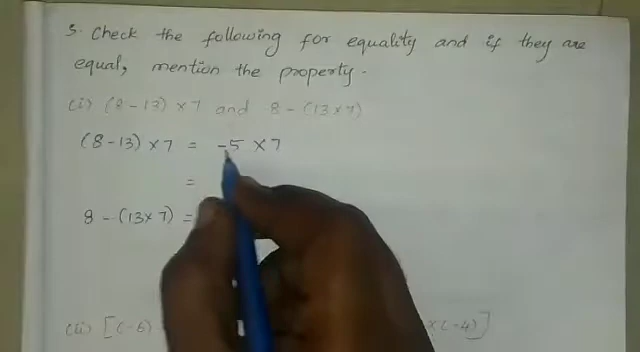 5. Check the following for equality and if they are
equal, mention the property.
(i) (8-13) × 7 and 8 - (13×7)
(8-13) × 7 = -5 × 7
=
8 - (13×7) =
(ii) [(-6) ×(-4)]